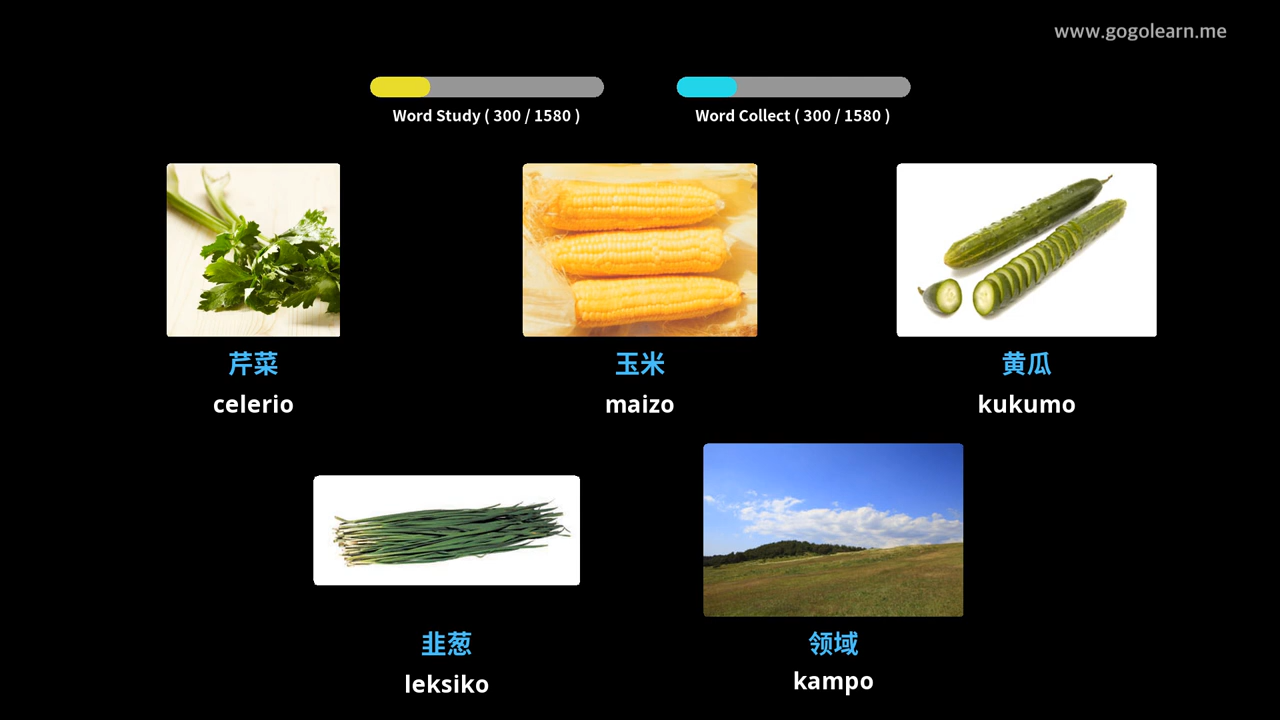 www.gogolearn.me
Word Study ( 300 / 1580 )
Word Collect ( 300 / 1580 )
芹菜
玉米
黄瓜
celerio
maizo
kukumo
韭葱
领域
leksiko
kampo